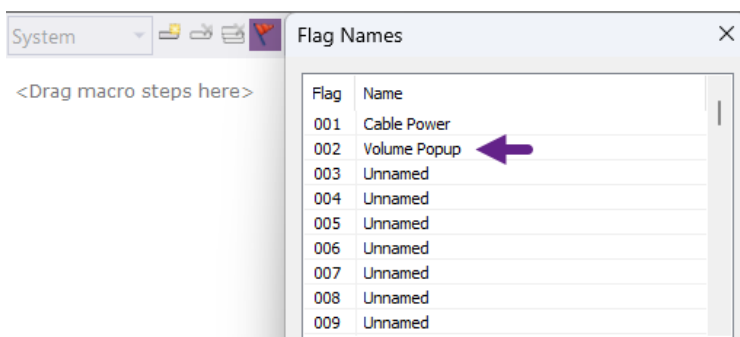 System
<Drag macro steps here>
Flag Names
Flag Name
001 Cable Power
002 Volume Popup
003 Unnamed
004 Unnamed
005 Unnamed
006 Unnamed
007 Unnamed
008 Unnamed
009 Unnamed